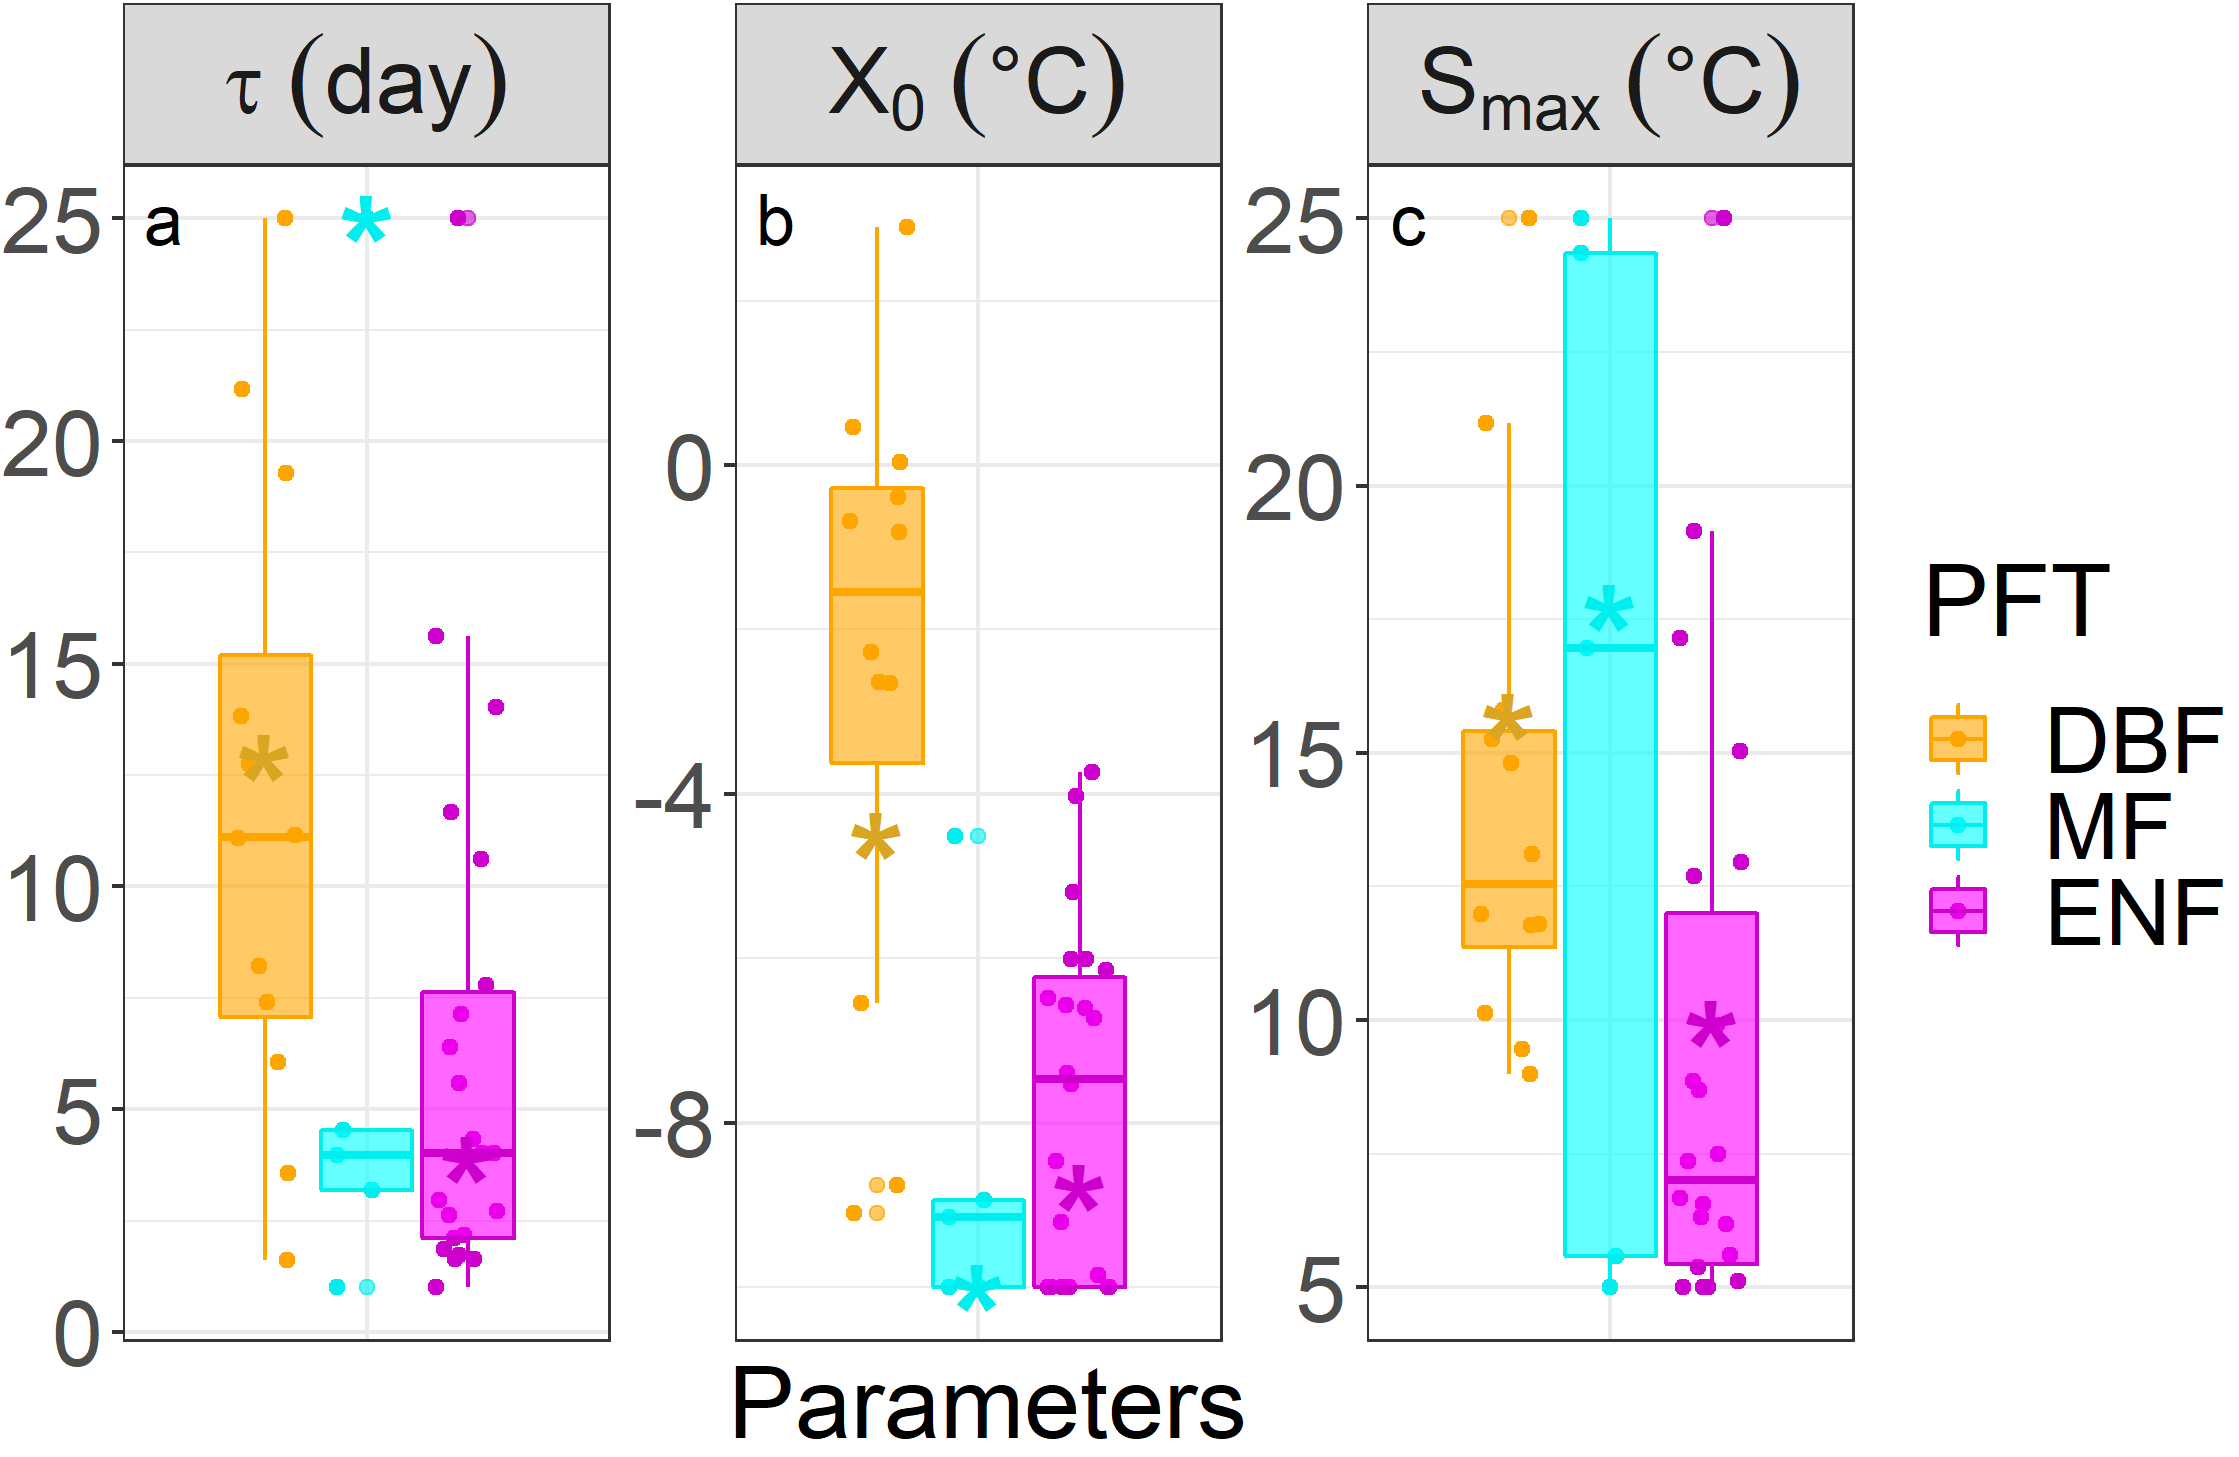 τ (day)
X₀ (°C)
Sₘₐₓ (°C)
a
b
c
25
20
15
10
5
0
0
-4
-8
25
20
15
10
5
Parameters
PFT
DBF
MF
ENF